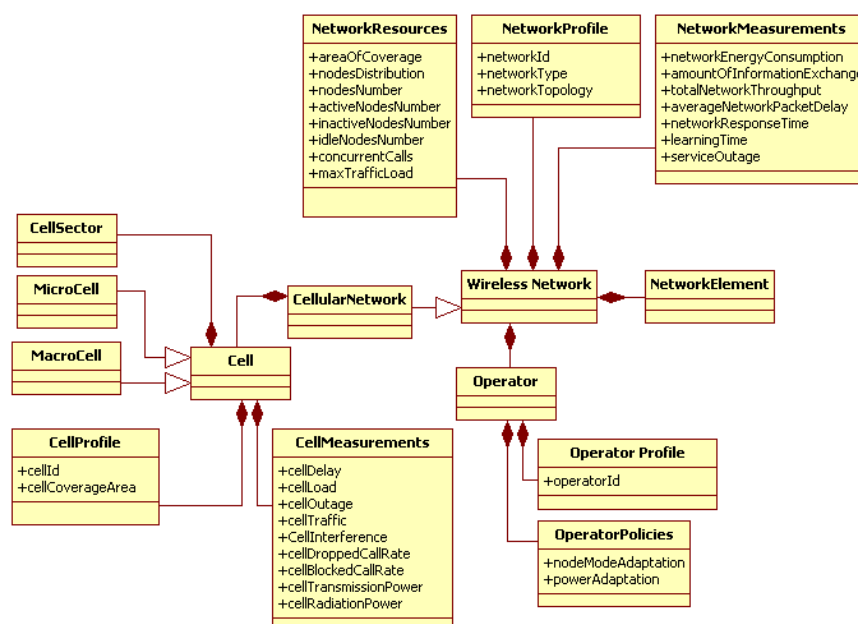 NetworkResources
+areaOfCoverage
+nodesDistribution
+nodesNumber
+activeNodesNumber
+inactiveNodesNumber
+idleNodesNumber
+concurrentCalls
+maxTrafficLoad
NetworkProfile
+networkId
+networkType
+networkTopology
NetworkMeasurements
+networkEnergyConsumption
+amountOfInformationExchange
+totalNetworkThroughput
+averageNetworkPacketDelay
+networkResponseTime
+learningTime
+serviceOutage
CellSector
MicroCell
MacroCell
CellularNetwork
Wireless Network
NetworkElement
Cell
Operator
CellProfile
+cellId
+cellCoverageArea
CellMeasurements
+cellDelay
+cellLoad
+cellOutage
+cellTraffic
+CellInterference
+cellDroppedCallRate
+cellBlockedCallRate
+cellTransmissionPower
+cellRadiationPower
Operator Profile
+operatorId
OperatorPolicies
+nodeModeAdaptation
+powerAdaptation